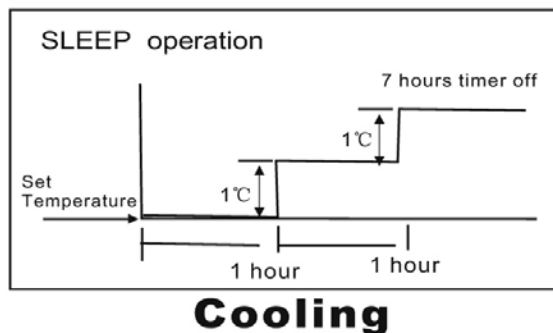 SLEEP operation
7 hours timer off
1℃
1℃
Set
Temperature
1 hour
1 hour
Cooling